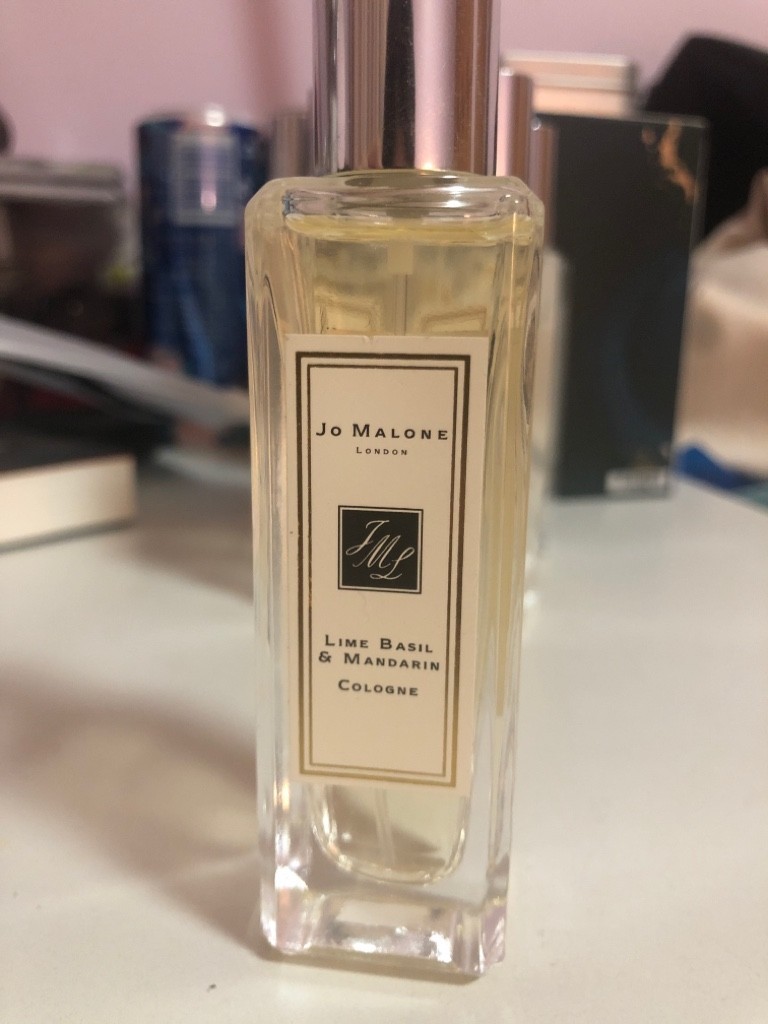 Jo Malone
London
JML
Lime Basil
& Mandarin
Cologne